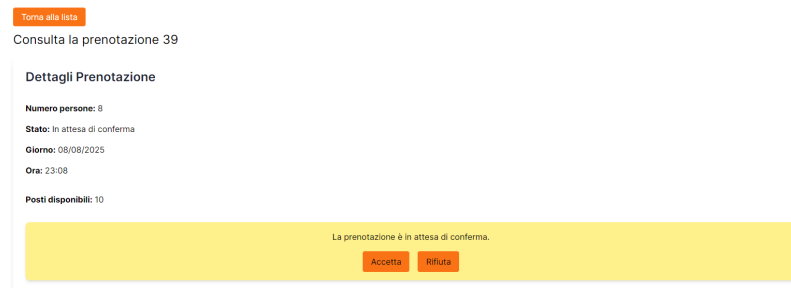 Torna alla lista
Consulta la prenotazione 39
Dettagli Prenotazione
Numero persone: 8
Stato: In attesa di conferma
Giorno: 08/08/2025
Ora: 23:08
Posti disponibili: 10
La prenotazione è in attesa di conferma.
Accetta Rifiuta